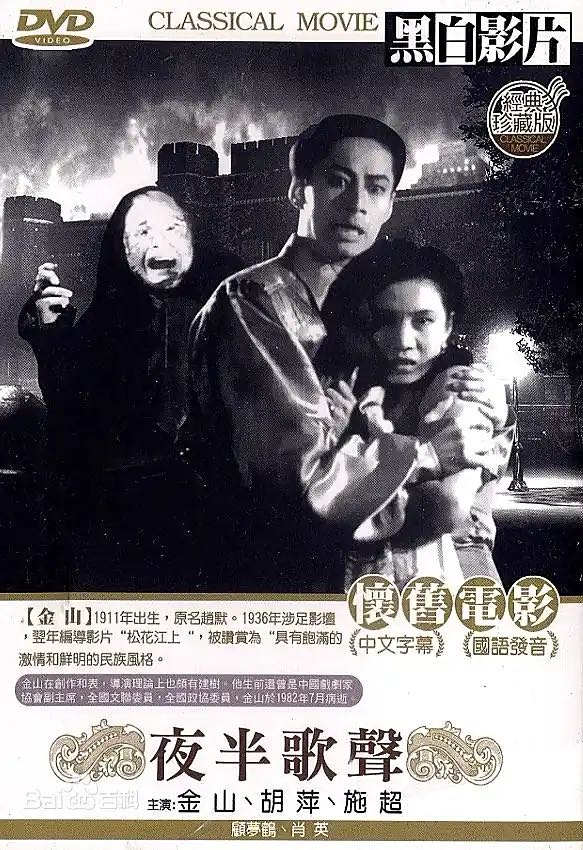 DVD
VIDEO
CLASSICAL MOVIE
黑白影片
經典
珍藏版
CLASSICAL
MOVIE
懷舊電影
中文字幕
國語發音
【金 山】1911年出生，原名趙默。1936年涉足影壇
，翌年編導影片“松花江上“，被讚賞為“具有飽滿的
激情和鮮明的民族風格。
金山在創作和表，導演理論上也頗有建樹。他生前還曾是中國戲劇家
協會副主席，全國文聯委員，全國政協委員，金山於1982年7月病逝。
夜半歌聲
Bai百科
主演:金 山、胡 萍、施 超
顧夢鶴、肖 英